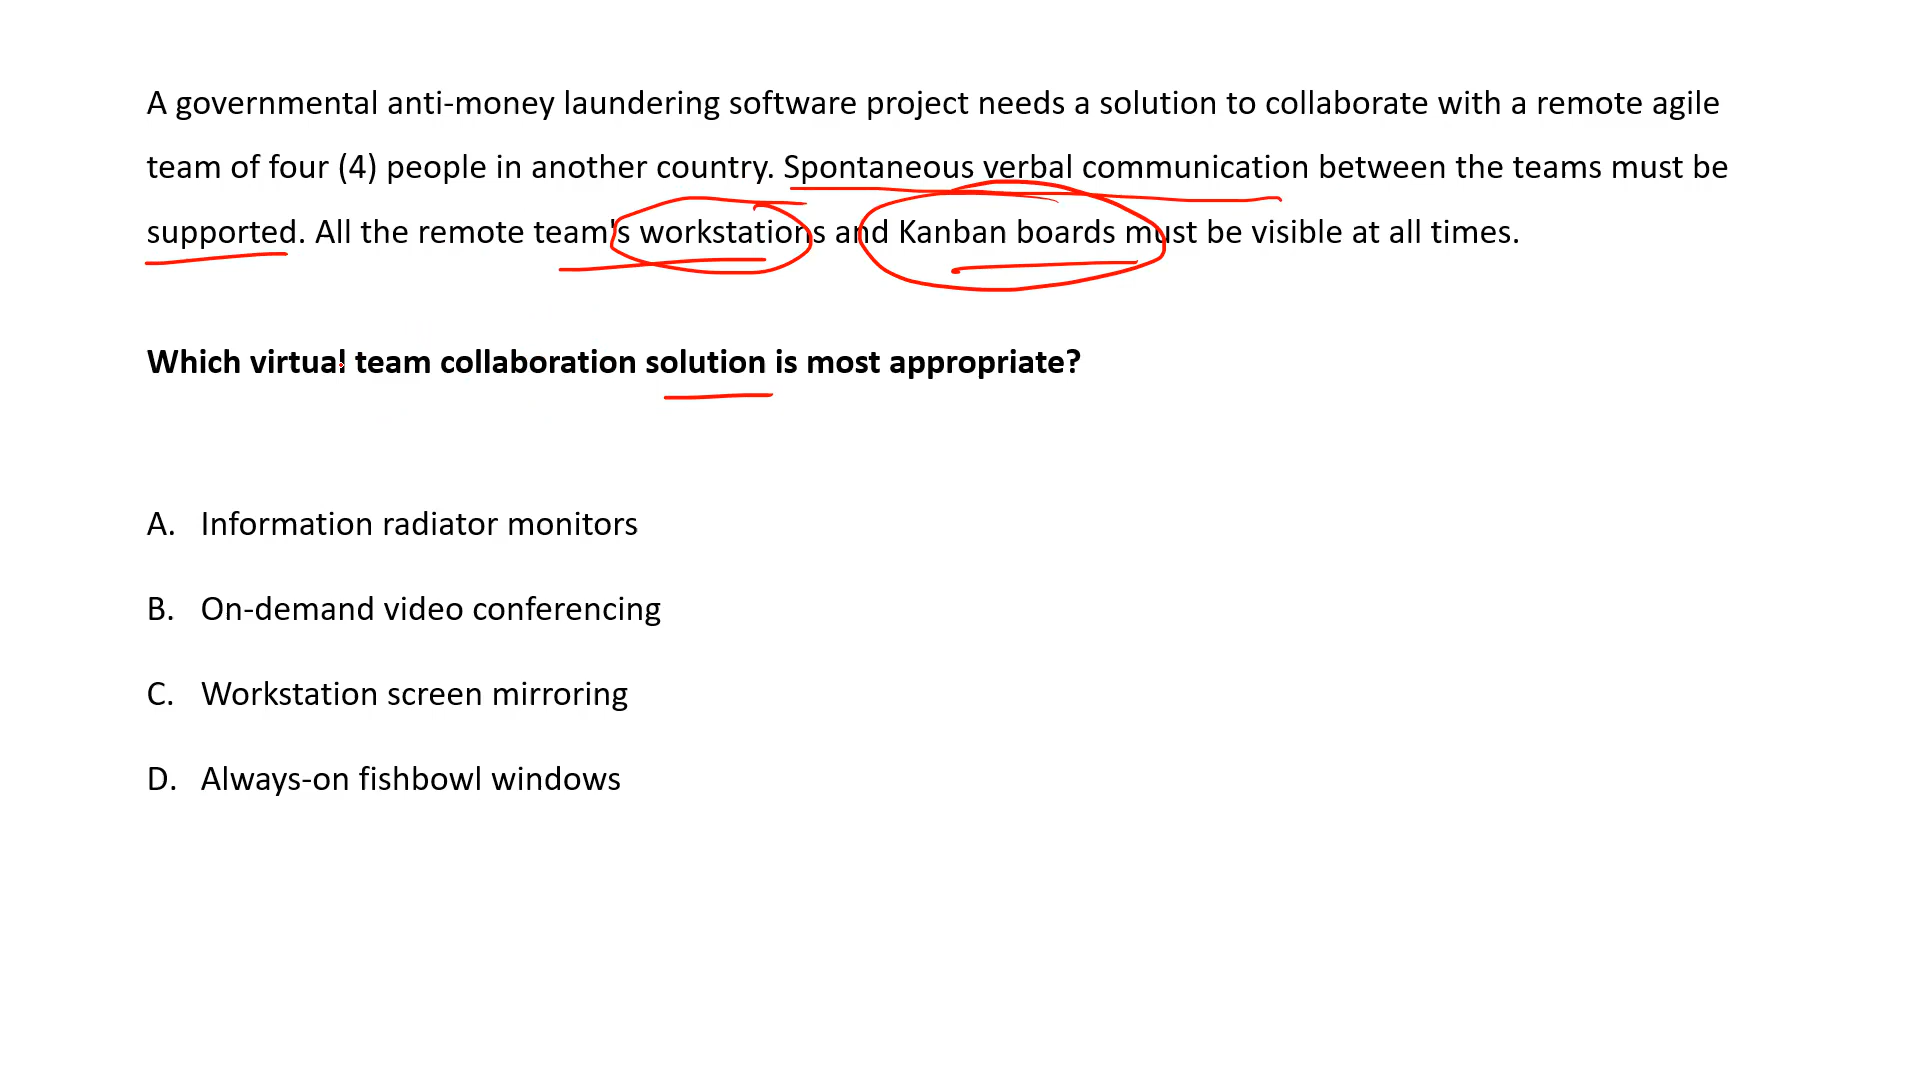 A governmental anti-money laundering software project needs a solution to collaborate with a remote agile
team of four (4) people in another country. Spontaneous verbal communication between the teams must be
supported. All the remote team's workstations and Kanban boards must be visible at all times.
Which virtual team collaboration solution is most appropriate?
A. Information radiator monitors
B. On-demand video conferencing
C. Workstation screen mirroring
D. Always-on fishbowl windows